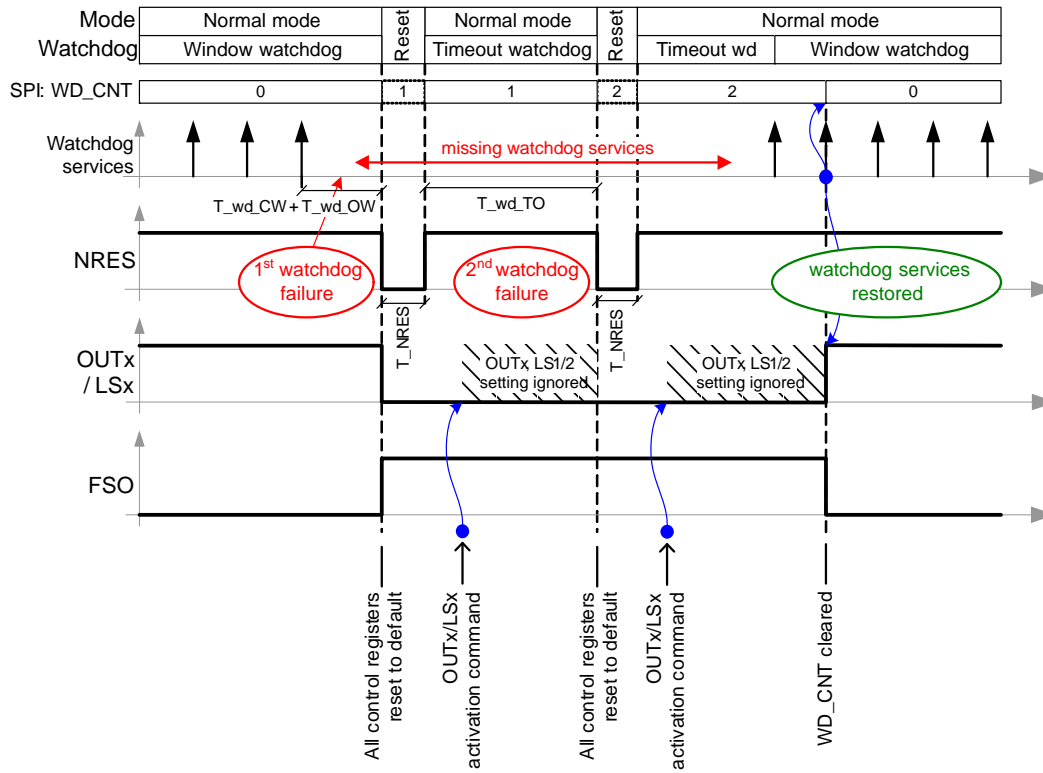 Mode
Normal mode
Reset
Normal mode
Reset
Normal mode
Watchdog
Window watchdog
Timeout watchdog
Timeout wd
Window watchdog
SPI: WD_CNT
0
1
1
2
2
0
Watchdog
services
missing watchdog services
T_wd_CW + T_wd_OW
T_wd_TO
NRES
1st watchdog
failure
2nd watchdog
failure
watchdog services
restored
T_NRES
T_NRES
OUTx
/ LSx
OUTx, LS1/2
setting ignored
OUTx, LS1/2
setting ignored
FSO
All control registers
reset to default
OUTx/LSx
activation command
All control registers
reset to default
OUTx/LSx
activation command
WD_CNT cleared